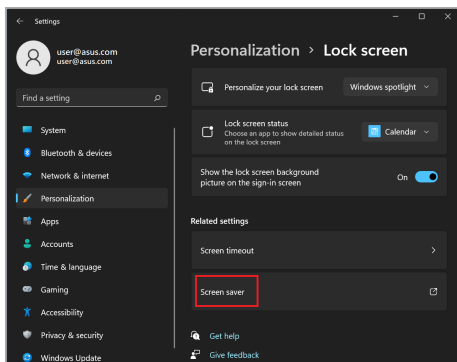 Settings
user@asus.com
user@asus.com
Find a setting
System
Bluetooth & devices
Network & internet
Personalization
Apps
Accounts
Time & language
Gaming
Accessibility
Privacy & security
Windows Update
Personalization › Lock screen
Personalize your lock screen
Windows spotlight
Lock screen status
Choose an app to show detailed status
on the lock screen
Calendar
Show the lock screen background
picture on the sign-in screen
On
Related settings
Screen timeout
Screen saver
Get help
Give feedback